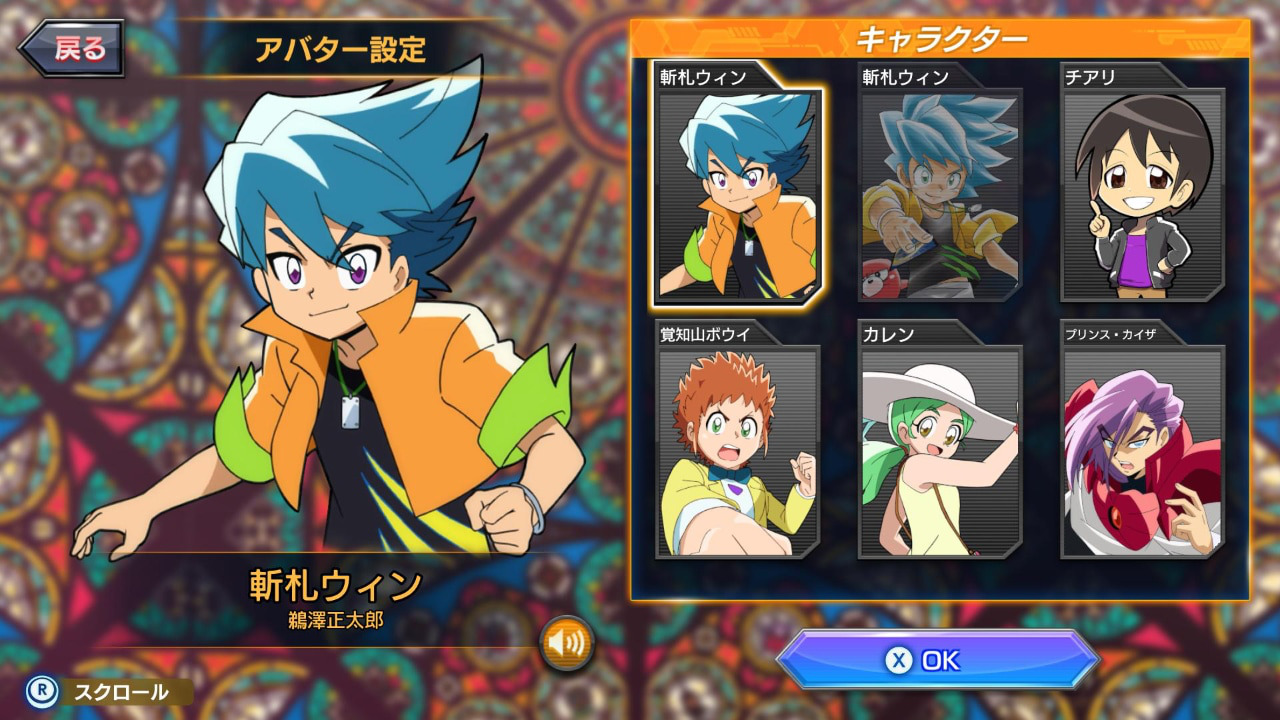 戻る
アバター設定
キャラクター
斬札ウィン
斬札ウィン
チアリ
覚知山ボウイ
カレン
プリンス・カイザ
斬札ウィン
鵜澤正太郎
X OK
R スクロール